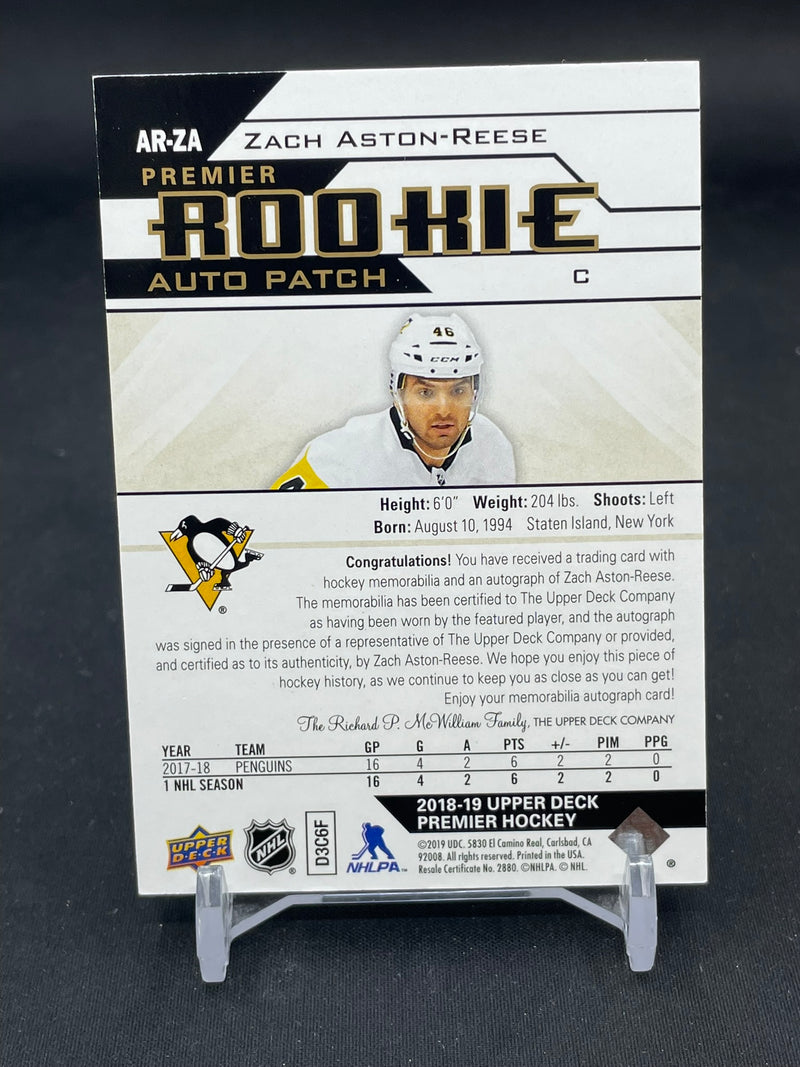 AR-ZA ZACH ASTON-REESE
PREMIER
ROOKIE
AUTO PATCH C
46
CCM
Height: 6'0" Weight: 204 lbs. Shoots: Left
Born: August 10, 1994 Staten Island, New York
Congratulations! You have received a trading card with
hockey memorabilia and an autograph of Zach Aston-Reese.
The memorabilia has been certified to The Upper Deck Company
as having been worn by the featured player, and the autograph
was signed in the presence of a representative of The Upper Deck Company or provided,
and certified as to its authenticity, by Zach Aston-Reese. We hope you enjoy this piece of
hockey history, as we continue to keep you as close as you can get!
Enjoy your memorabilia autograph card!
The Richard P. McWilliam Family, THE UPPER DECK COMPANY
YEAR TEAM GP G A PTS +/- PIM PPG
2017-18 PENGUINS 16 4 2 6 2 2 0
1 NHL SEASON 16 4 2 6 2 2 0
2018-19 UPPER DECK
PREMIER HOCKEY
UPPER
D·E·C·K
NHL
®
D3C6F
NHLPA
©2019 UDC. 5830 El Camino Real, Carlsbad, CA
92008. All rights reserved. Printed in the USA.
Resale Certificate No. 2880. ©NHLPA. © NHL.
®